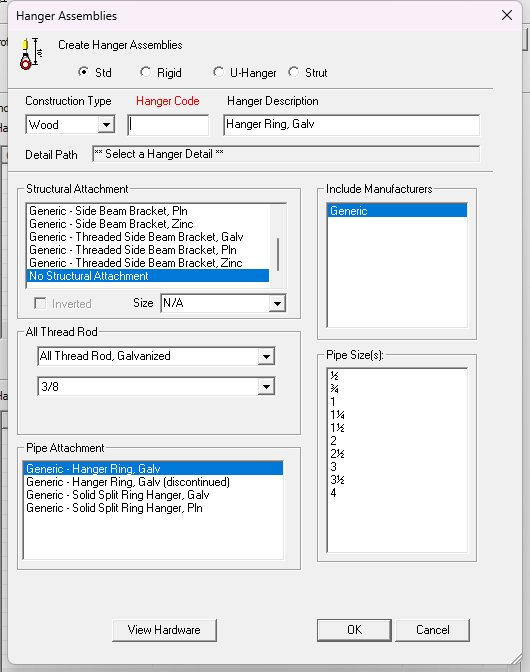 Hanger Assemblies
Create Hanger Assemblies
Std Rigid U-Hanger Strut
Construction Type Hanger Code Hanger Description
Wood Hanger Ring, Galv
Detail Path ** Select a Hanger Detail **
Structural Attachment
Generic - Side Beam Bracket, Pln
Generic - Side Beam Bracket, Zinc
Generic - Threaded Side Beam Bracket, Galv
Generic - Threaded Side Beam Bracket, Pln
Generic - Threaded Side Beam Bracket, Zinc
No Structural Attachment
Inverted Size N/A
Include Manufacturers
Generic
All Thread Rod
All Thread Rod, Galvanized
3/8
Pipe Size(s):
½
¾
1
1¼
1½
2
2½
3
3½
4
Pipe Attachment
Generic - Hanger Ring, Galv
Generic - Hanger Ring, Galv (discontinued)
Generic - Solid Split Ring Hanger, Galv
Generic - Solid Split Ring Hanger, Pln
View Hardware OK Cancel